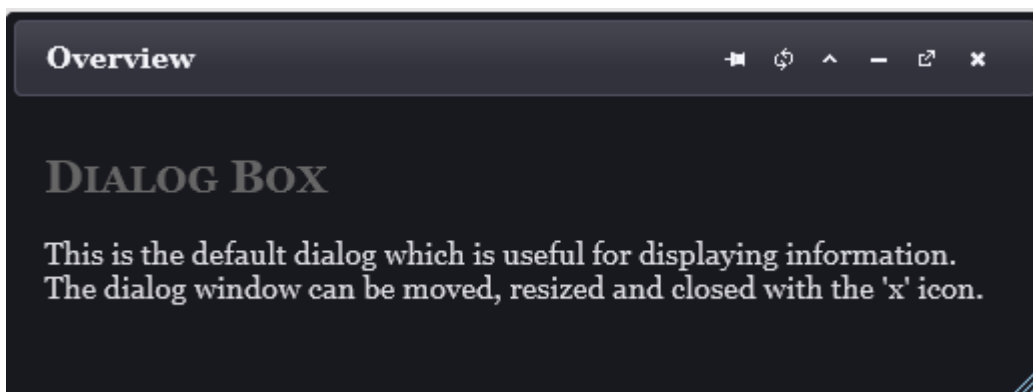 Overview
Dialog Box
This is the default dialog which is useful for displaying information.
The dialog window can be moved, resized and closed with the 'x' icon.